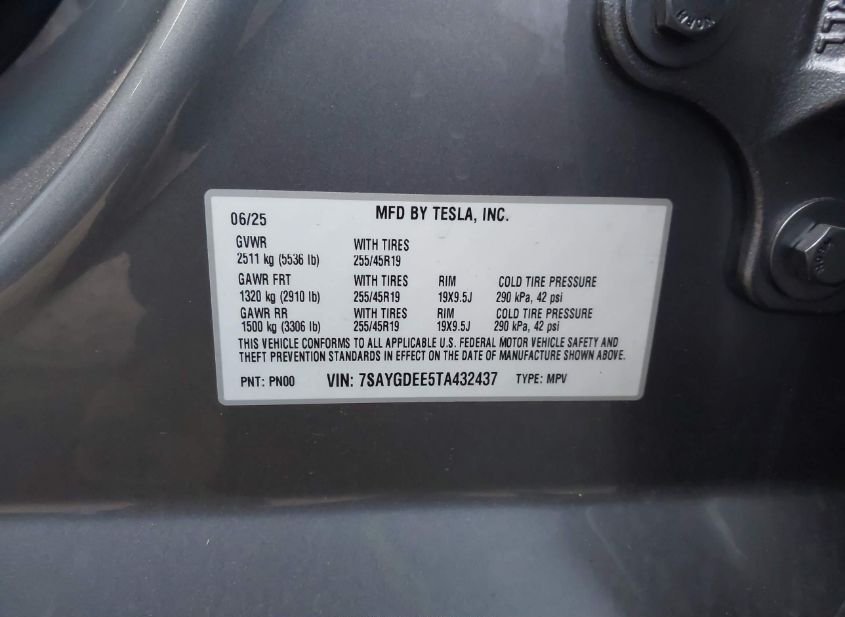 06/25 MFD BY TESLA, INC.
GVWR WITH TIRES
2511 kg (5536 lb) 255/45R19
GAWR FRT WITH TIRES RIM COLD TIRE PRESSURE
1320 kg (2910 lb) 255/45R19 19X9.5J 290 kPa, 42 psi
GAWR RR WITH TIRES RIM COLD TIRE PRESSURE
1500 kg (3306 lb) 255/45R19 19X9.5J 290 kPa, 42 psi
THIS VEHICLE CONFORMS TO ALL APPLICABLE U.S. FEDERAL MOTOR VEHICLE SAFETY AND
THEFT PREVENTION STANDARDS IN EFFECT ON THE DATE OF MANUFACTURE SHOWN ABOVE.
PNT: PN00 VIN: 7SAYGDEE5TA432437 TYPE: MPV